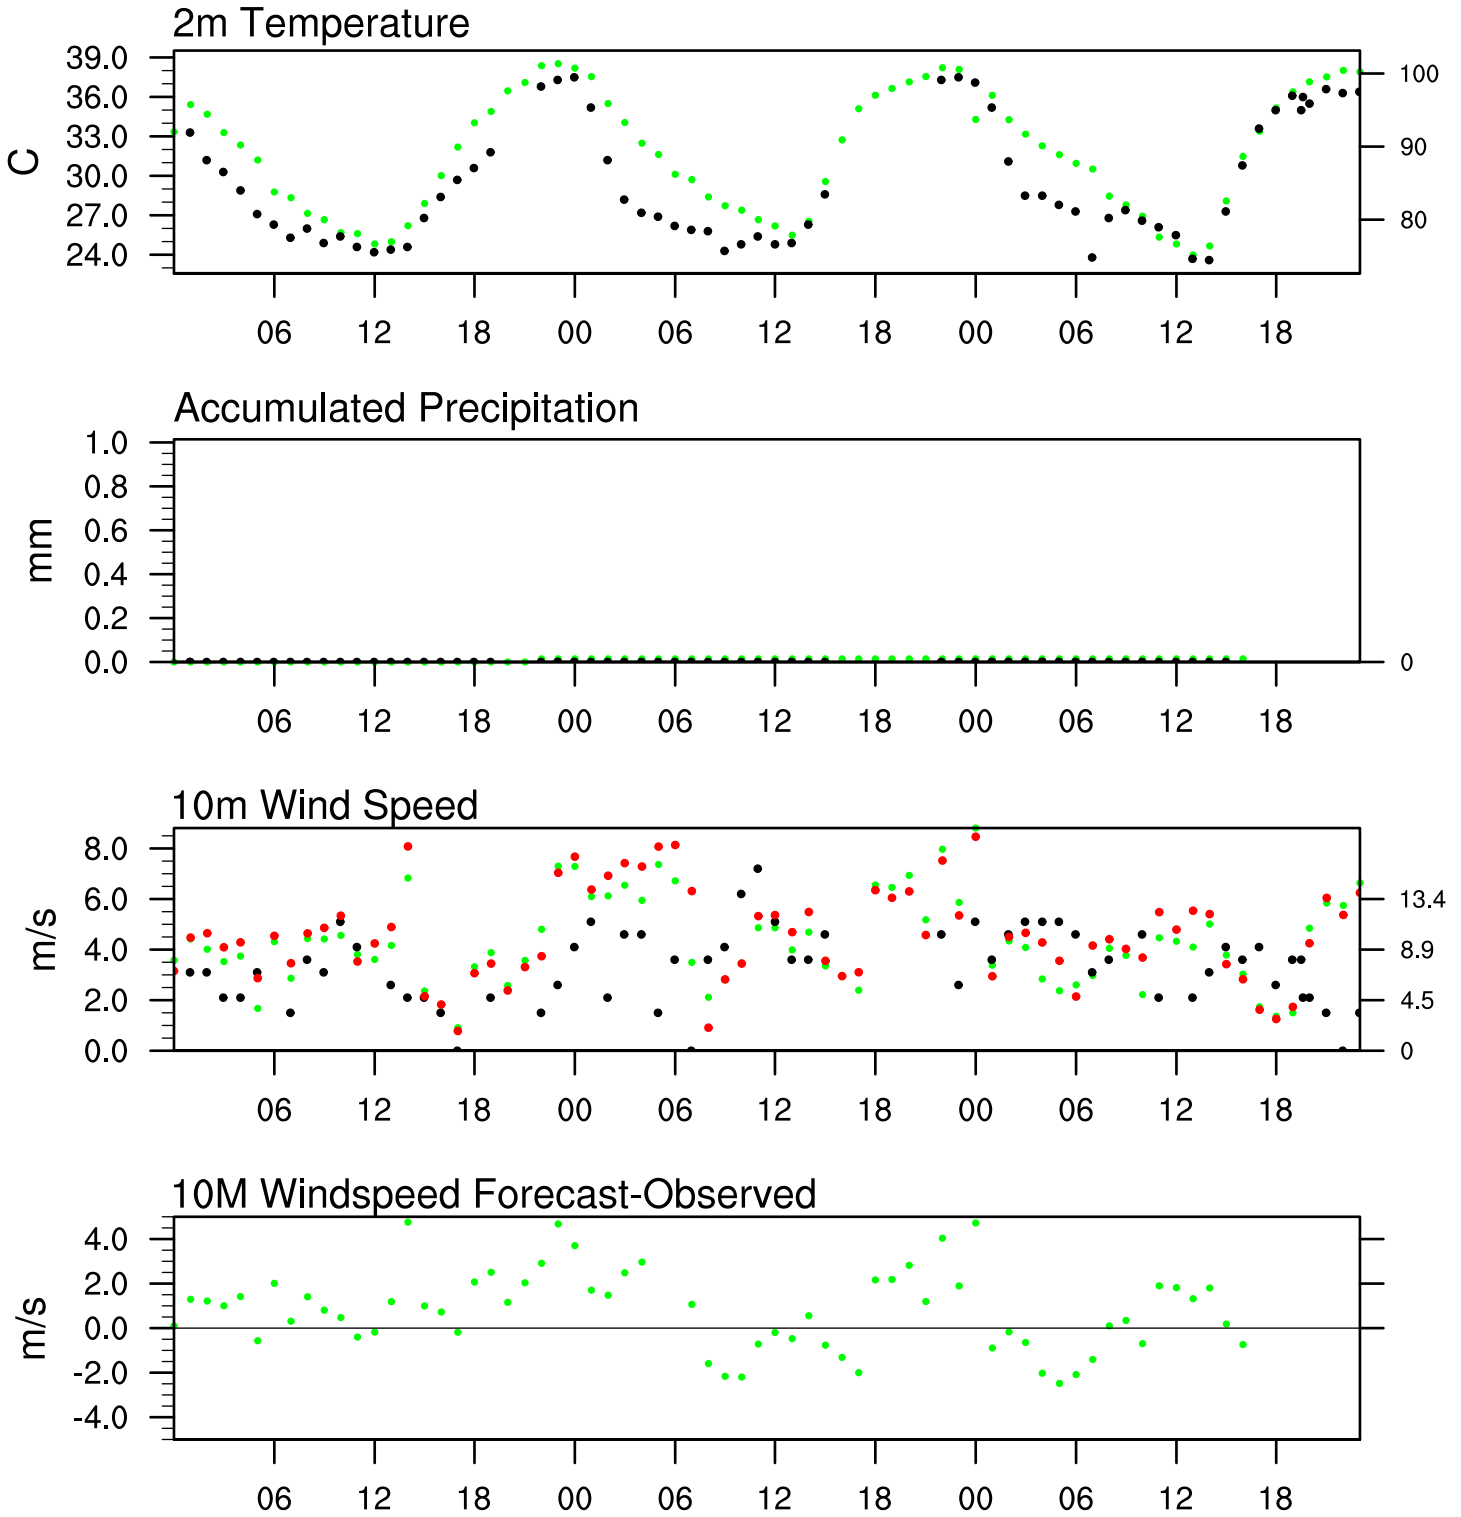 2m Temperature
C
39.0
36.0
33.0
30.0
27.0
24.0
100
90
80
06 12 18 00 06 12 18 00 06 12 18
Accumulated Precipitation
mm
1.0
0.8
0.6
0.4
0.2
0.0
0
06 12 18 00 06 12 18 00 06 12 18
10m Wind Speed
m/s
8.0
6.0
4.0
2.0
0.0
13.4
8.9
4.5
0
06 12 18 00 06 12 18 00 06 12 18
10M Windspeed Forecast-Observed
m/s
4.0
2.0
0.0
-2.0
-4.0
06 12 18 00 06 12 18 00 06 12 18